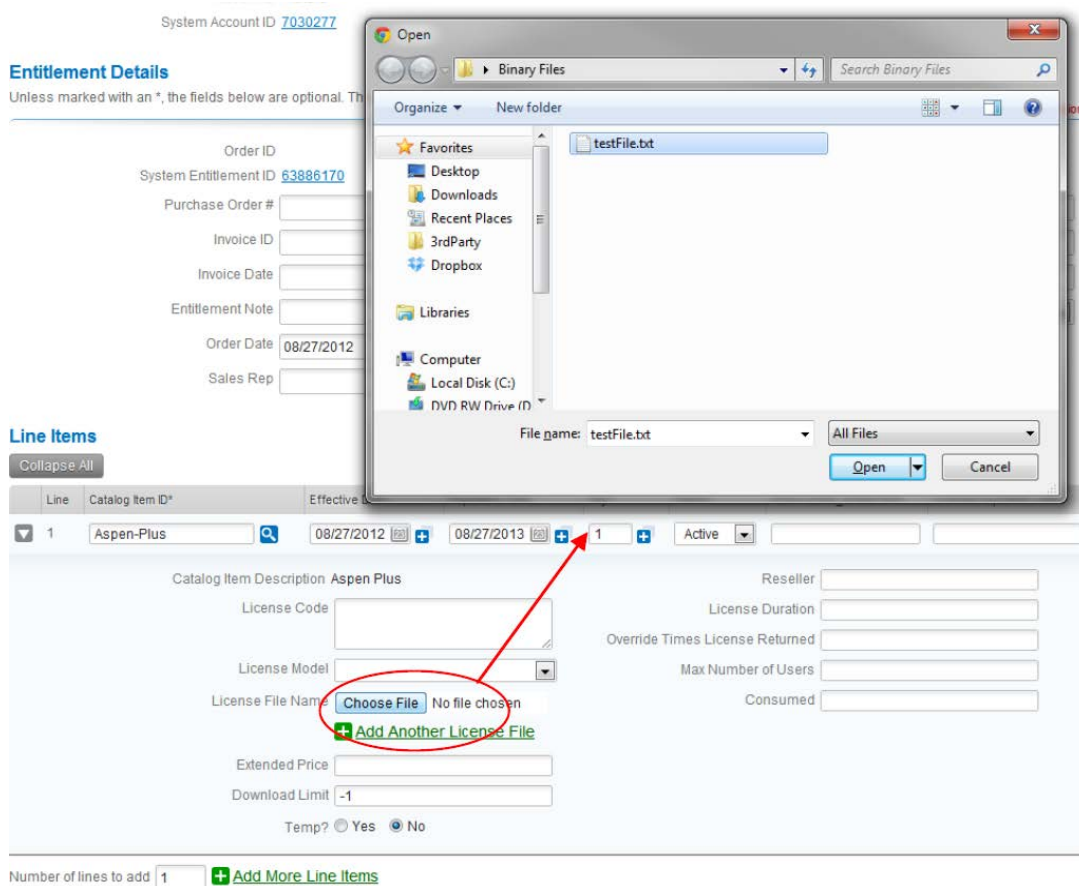 System Account ID 7030277
Open
Binary Files
Search Binary Files
Organize
New folder
Favorites
Desktop
Downloads
Recent Places
3rdParty
Dropbox
Libraries
Computer
Local Disk (C:)
DVD RW Drive (D
testFile.txt
File name: testFile.txt
All Files
Open
Cancel
Entitlement Details
Unless marked with an *, the fields below are optional. Th
Order ID
System Entitlement ID 63886170
Purchase Order #
Invoice ID
Invoice Date
Entitlement Note
Order Date 08/27/2012
Sales Rep
Line Items
Collapse All
Line Catalog Item ID* Effective
1 Aspen-Plus 08/27/2012 08/27/2013 1 Active
Catalog Item Description Aspen Plus
License Code
License Model
License File Name Choose File No file chosen
Add Another License File
Extended Price
Download Limit -1
Temp? Yes No
Reseller
License Duration
Override Times License Returned
Max Number of Users
Consumed
Number of lines to add 1 Add More Line Items